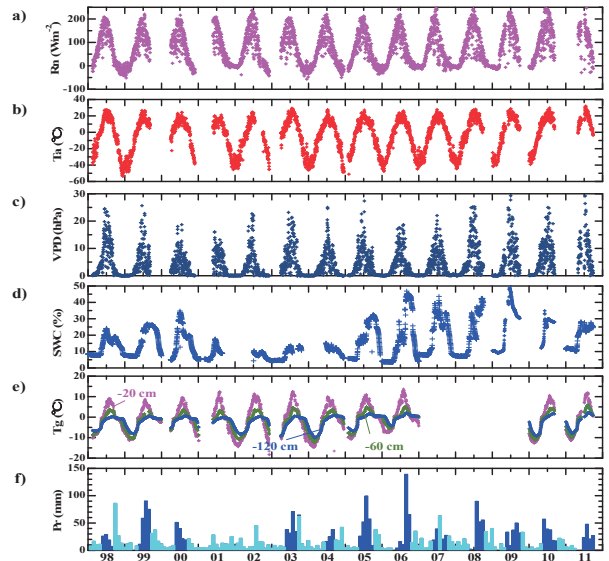 a)
Rn (Wm-2)
200
100
0
-100
b)
Ta (℃)
40
20
0
-20
-40
-60
c)
VPD (hPa)
30
20
10
0
d)
SWC (%)
50
40
30
20
10
0
e)
Tg (℃)
20
10
0
-10
-20
-20 cm
-120 cm
-60 cm
f)
Pr (mm)
150
100
50
0
98 99 00 01 02 03 04 05 06 07 08 09 10 11